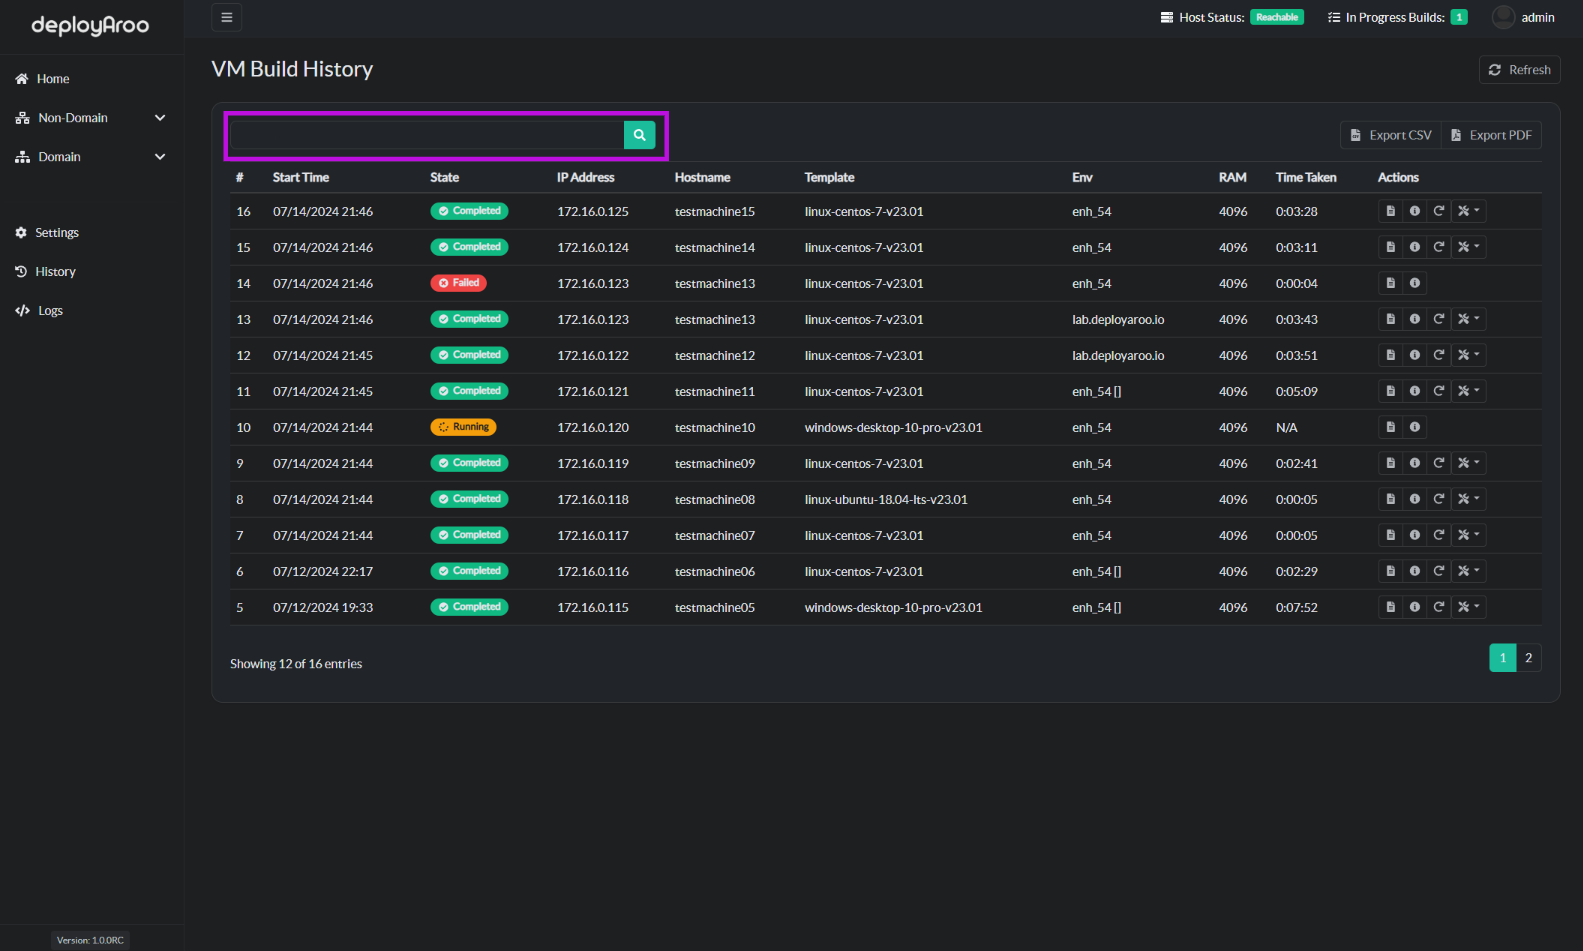 deployAroo
Host Status: Reachable In Progress Builds: 1 admin
Home
Non-Domain
Domain
Settings
History
Logs
VM Build History
Refresh
Export CSV Export PDF
# Start Time State IP Address Hostname Template Env RAM Time Taken Actions
16 07/14/2024 21:46 Completed 172.16.0.125 testmachine15 linux-centos-7-v23.01 enh_54 4096 0:03:28
15 07/14/2024 21:46 Completed 172.16.0.124 testmachine14 linux-centos-7-v23.01 enh_54 4096 0:03:11
14 07/14/2024 21:46 Failed 172.16.0.123 testmachine13 linux-centos-7-v23.01 enh_54 4096 0:00:04
13 07/14/2024 21:46 Completed 172.16.0.123 testmachine13 linux-centos-7-v23.01 lab.deployaroo.io 4096 0:03:43
12 07/14/2024 21:45 Completed 172.16.0.122 testmachine12 linux-centos-7-v23.01 lab.deployaroo.io 4096 0:03:51
11 07/14/2024 21:45 Completed 172.16.0.121 testmachine11 linux-centos-7-v23.01 enh_54 [] 4096 0:05:09
10 07/14/2024 21:44 Running 172.16.0.120 testmachine10 windows-desktop-10-pro-v23.01 enh_54 4096 N/A
9 07/14/2024 21:44 Completed 172.16.0.119 testmachine09 linux-centos-7-v23.01 enh_54 4096 0:02:41
8 07/14/2024 21:44 Completed 172.16.0.118 testmachine08 linux-ubuntu-18.04-lts-v23.01 enh_54 4096 0:00:05
7 07/14/2024 21:44 Completed 172.16.0.117 testmachine07 linux-centos-7-v23.01 enh_54 4096 0:00:05
6 07/12/2024 22:17 Completed 172.16.0.116 testmachine06 linux-centos-7-v23.01 enh_54 [] 4096 0:02:29
5 07/12/2024 19:33 Completed 172.16.0.115 testmachine05 windows-desktop-10-pro-v23.01 enh_54 [] 4096 0:07:52
Showing 12 of 16 entries
1 2
Version: 1.0.0RC